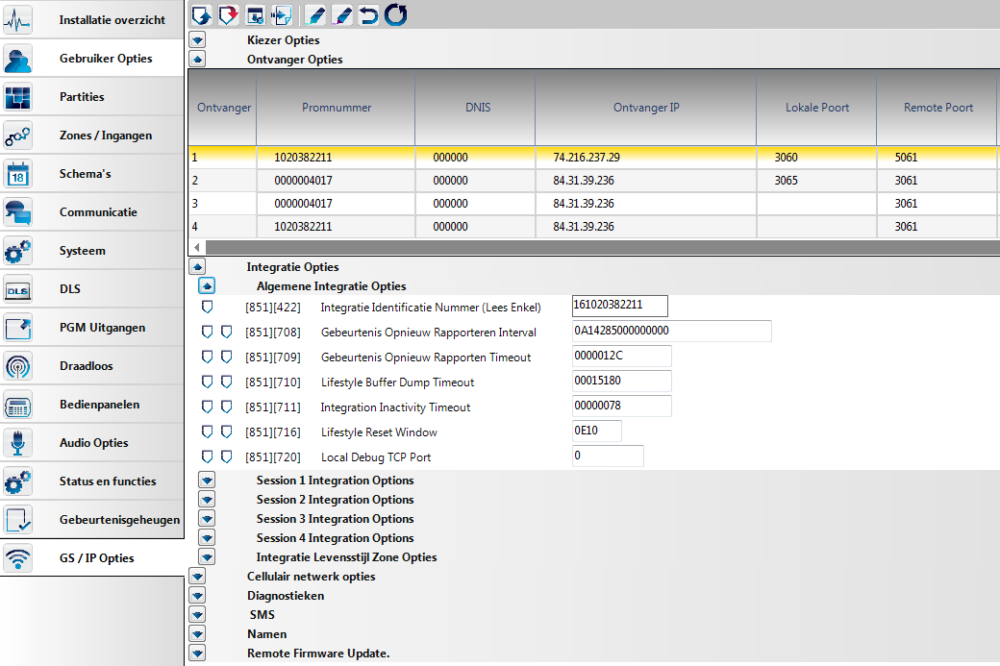 Installatie overzicht
Gebruiker Opties
Partities
Zones / Ingangen
18
Schema's
Communicatie
Systeem
DLS
DLS
PGM Uitgangen
Draadloos
Bedienpanelen
Audio Opties
Status en functies
Gebeurtenisgeheugen
GS / IP Opties
Kiezer Opties
Ontvanger Opties
Ontvanger Promnummer DNIS Ontvanger IP Lokale Poort Remote Poort
1 1020382211 000000 74.216.237.29 3060 5061
2 0000004017 000000 84.31.39.236 3065 3061
3 0000004017 000000 84.31.39.236 3061
4 1020382211 000000 84.31.39.236 3061
Integratie Opties
Algemene Integratie Opties
[851][422] Integratie Identificatie Nummer (Lees Enkel) 161020382211
[851][708] Gebeurtenis Opnieuw Rapporteren Interval 0A14285000000000
[851][709] Gebeurtenis Opnieuw Rapporten Timeout 0000012C
[851][710] Lifestyle Buffer Dump Timeout 00015180
[851][711] Integration Inactivity Timeout 00000078
[851][716] Lifestyle Reset Window 0E10
[851][720] Local Debug TCP Port 0
Session 1 Integration Options
Session 2 Integration Options
Session 3 Integration Options
Session 4 Integration Options
Integratie Levensstijl Zone Opties
Cellulair netwerk opties
Diagnostieken
SMS
Namen
Remote Firmware Update.